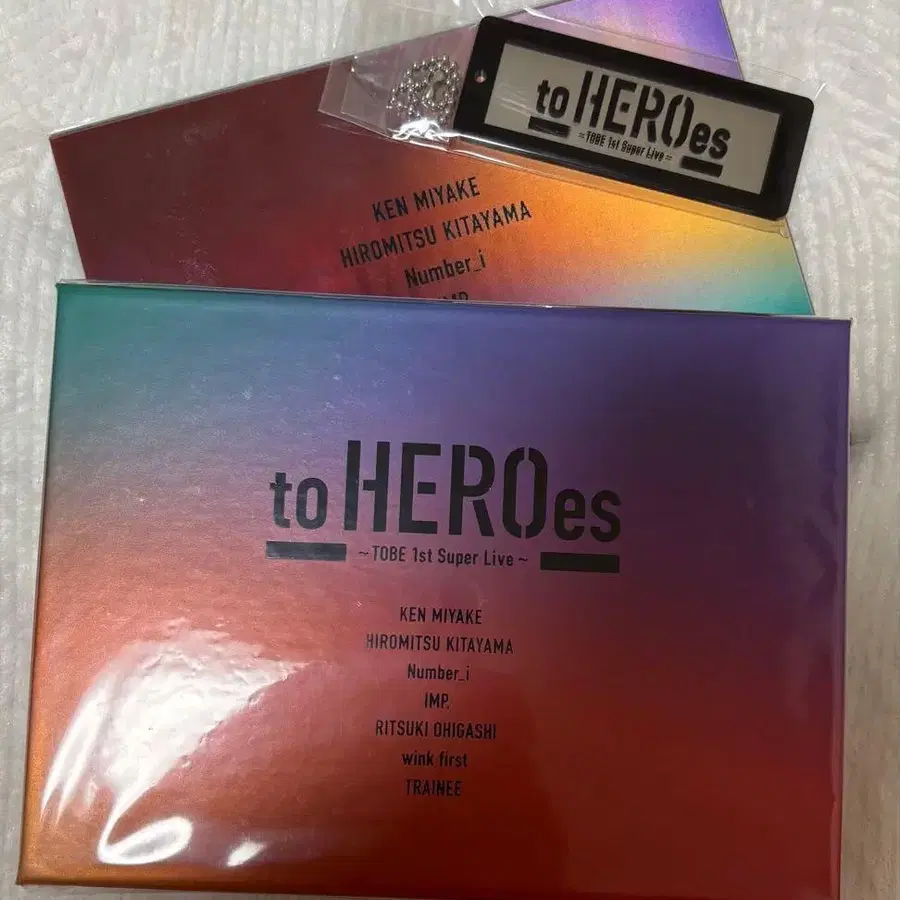 to HEROes
~TOBE 1st Super Live~
KEN MIYAKE
HIROMITSU KITAYAMA
Number_i
IMP.
to HEROes
~TOBE 1st Super Live~
KEN MIYAKE
HIROMITSU KITAYAMA
Number_i
IMP.
RITSUKI OHIGASHI
wink first
TRAINEE